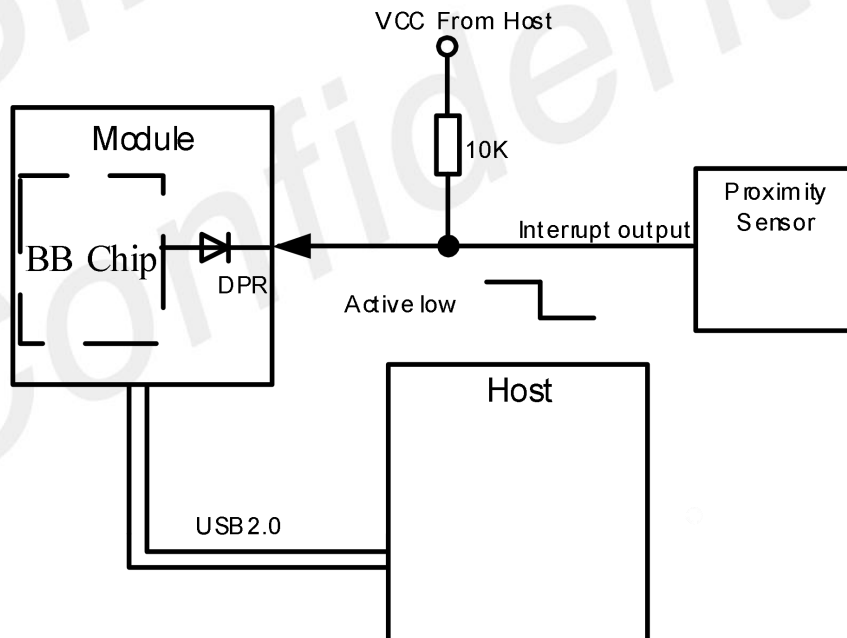 VCC From Host
10K
Module
BB Chip
DPR
Interrupt output
Proximity
Sensor
Active low
Host
USB2.0
Confidential